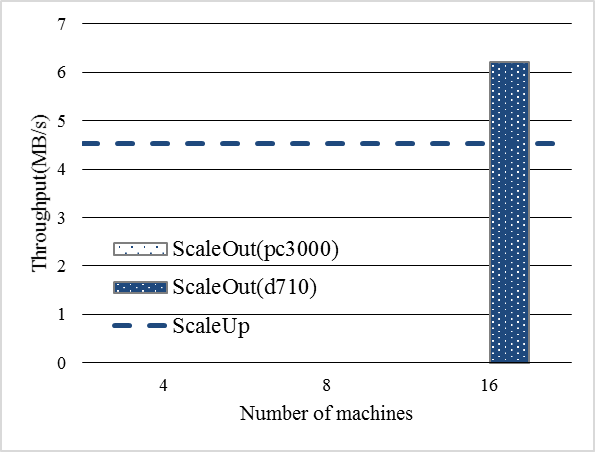 7
6
5
4
3
2
1
0
Throughput(MB/s)
ScaleOut(pc3000)
ScaleOut(d710)
ScaleUp
4 8 16
Number of machines